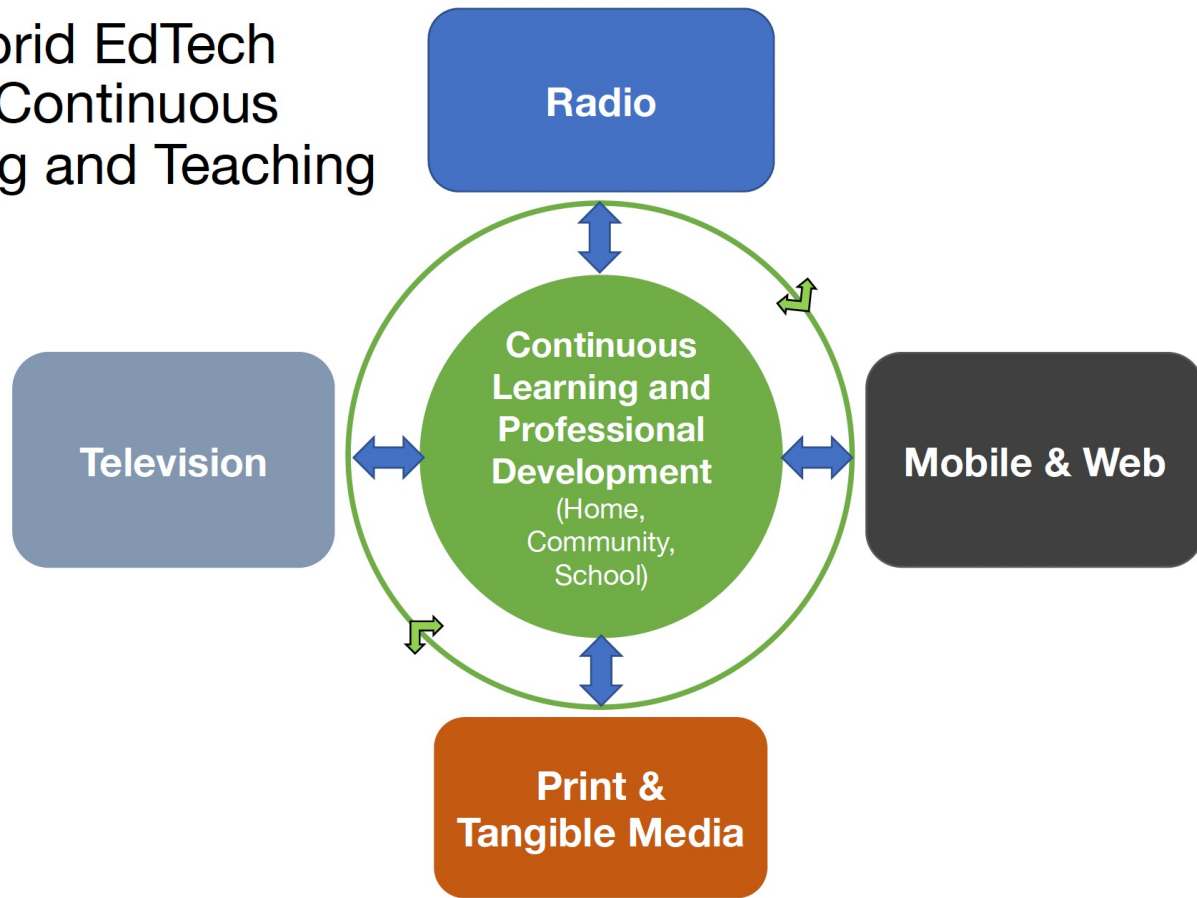 brid EdTech
Continuous
g and Teaching
Radio
Continuous
Learning and
Professional
Development
(Home,
Community,
School)
Television
Mobile & Web
Print &
Tangible Media